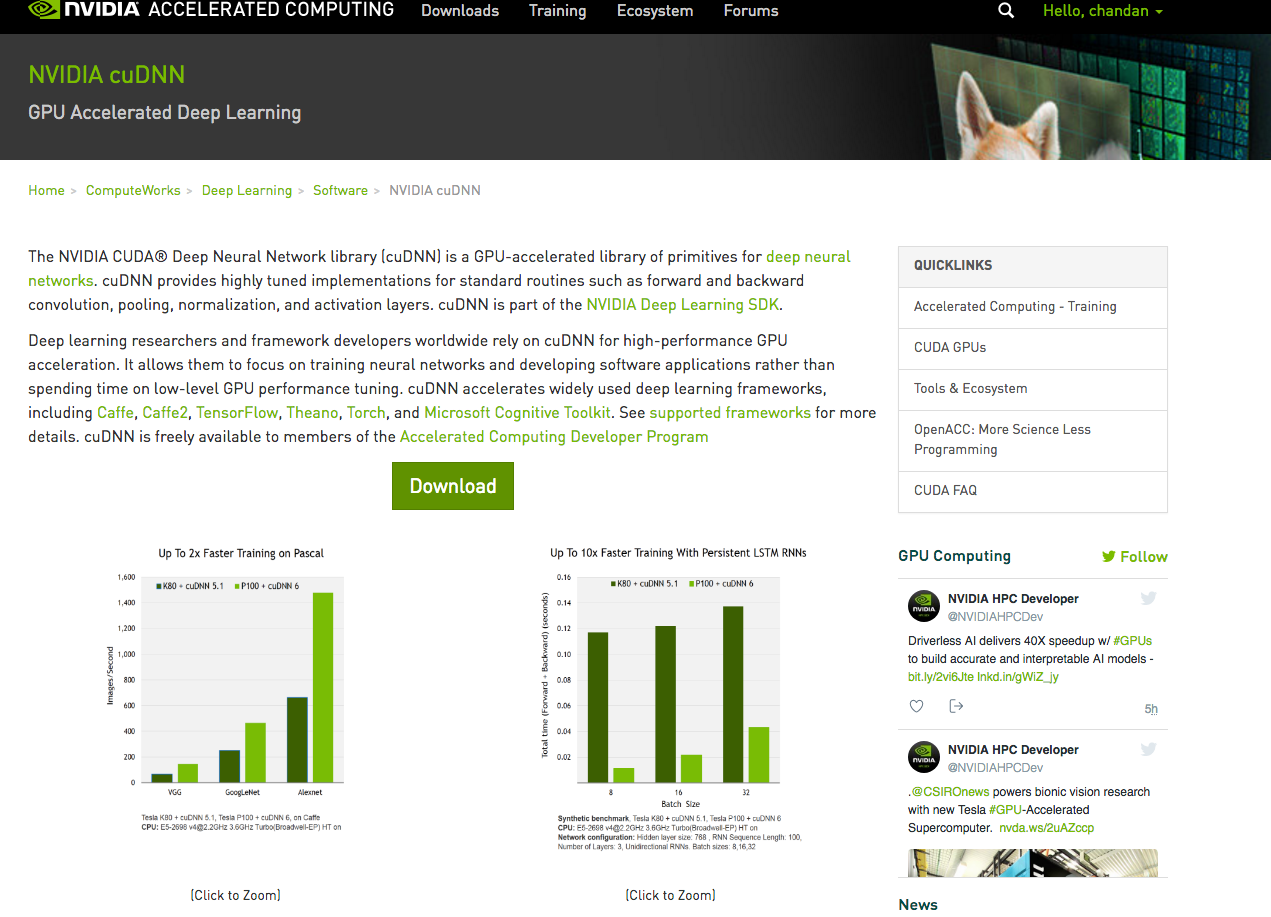 NVIDIA ACCELERATED COMPUTING Downloads Training Ecosystem Forums Hello, chandan
NVIDIA cuDNN
GPU Accelerated Deep Learning
Home > ComputeWorks > Deep Learning > Software > NVIDIA cuDNN
The NVIDIA CUDA® Deep Neural Network library (cuDNN) is a GPU-accelerated library of primitives for deep neural
networks. cuDNN provides highly tuned implementations for standard routines such as forward and backward
convolution, pooling, normalization, and activation layers. cuDNN is part of the NVIDIA Deep Learning SDK.
Deep learning researchers and framework developers worldwide rely on cuDNN for high-performance GPU
acceleration. It allows them to focus on training neural networks and developing software applications rather than
spending time on low-level GPU performance tuning. cuDNN accelerates widely used deep learning frameworks,
including Caffe, Caffe2, TensorFlow, Theano, Torch, and Microsoft Cognitive Toolkit. See supported frameworks for more
details. cuDNN is freely available to members of the Accelerated Computing Developer Program
Download
Up To 2x Faster Training on Pascal
K80 + cuDNN 5.1 P100 + cuDNN 6
Images/Second
1,600
1,400
1,200
1,000
800
600
400
200
0
VGG GoogLeNet Alexnet
Tesla K80 + cuDNN 5.1, Tesla P100 + cuDNN 6, on Caffe
CPU: E5-2698 v4@2.2GHz 3.6GHz Turbo(Broadwell-EP) HT on
[Click to Zoom]
Up To 10x Faster Training With Persistent LSTM RNNs
K80 + cuDNN 5.1 P100 + cuDNN 6
Total time (Forward + Backward) (seconds)
0.16
0.14
0.12
0.10
0.08
0.06
0.04
0.02
8 16 32
Batch Size
Synthetic benchmark, Tesla K80 + cuDNN 5.1, Tesla P100 + cuDNN 6
CPU: E5-2698 v4@2.2GHz 3.6GHz Turbo(Broadwell-EP) HT on
Network configuration: Hidden layer size: 768 , RNN Sequence Length: 100,
Number of Layers: 3, Unidirectional RNNs. Batch sizes: 8,16,32
[Click to Zoom]
QUICKLINKS
Accelerated Computing - Training
CUDA GPUs
Tools & Ecosystem
OpenACC: More Science Less
Programming
CUDA FAQ
GPU Computing Follow
NVIDIA HPC Developer
@NVIDIAHPCDev
Driverless AI delivers 40X speedup w/ #GPUs
to build accurate and interpretable AI models -
bit.ly/2vi6Jte lnkd.in/gWiZ_jy
5h
NVIDIA HPC Developer
@NVIDIAHPCDev
.@CSIROnews powers bionic vision research
with new Tesla #GPU-Accelerated
Supercomputer. nvda.ws/2uAZccp
News